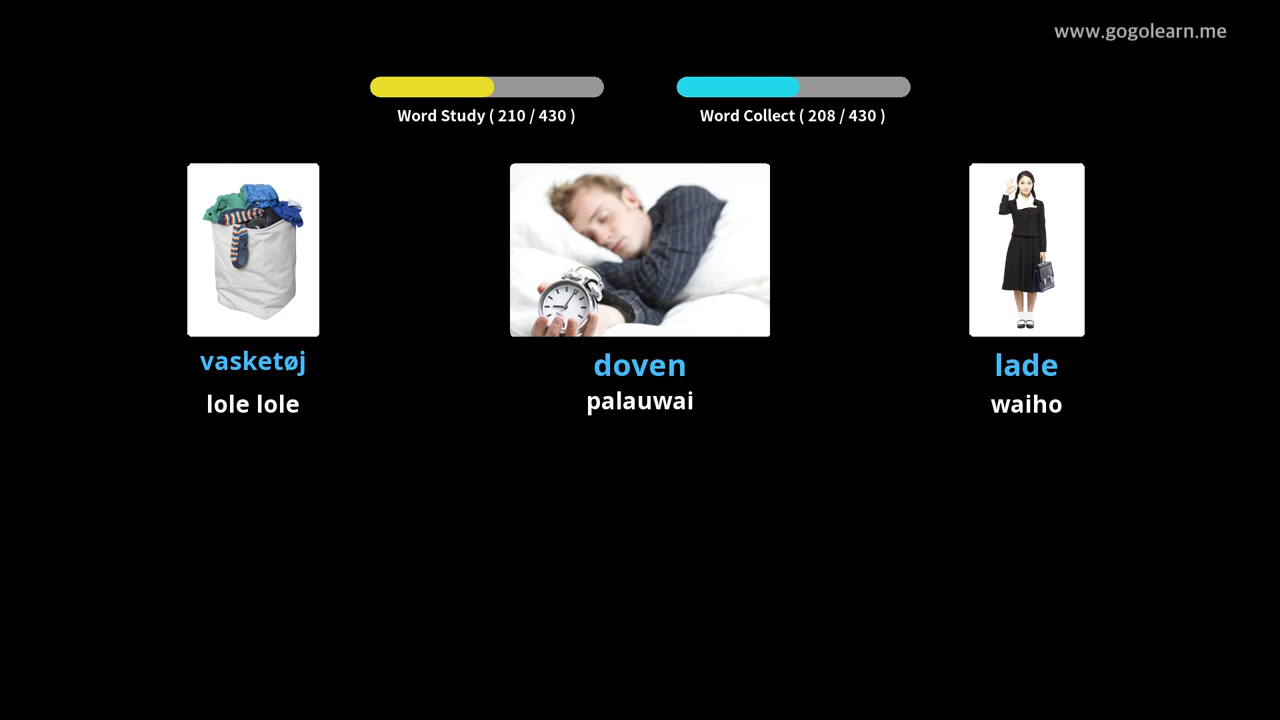 www.gogolearn.me
Word Study ( 210 / 430 )
Word Collect ( 208 / 430 )
vasketøj
lole lole
doven
palauwai
lade
waiho